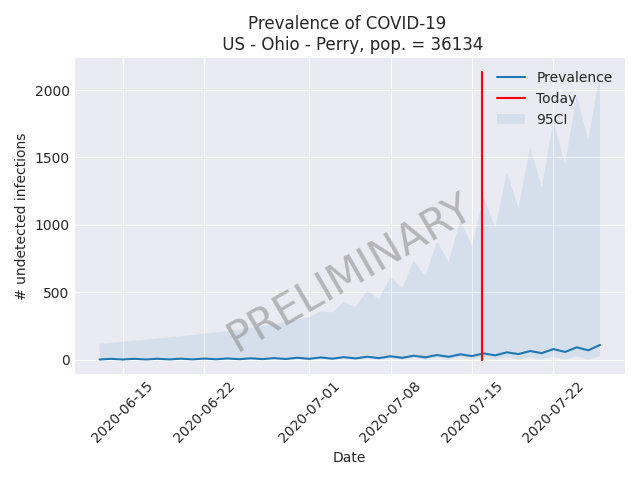 Prevalence of COVID-19
US - Ohio - Perry, pop. = 36134
Prevalence
Today
95CI
PRELIMINARY
# undetected infections
2000
1500
1000
500
0
2020-06-15
2020-06-22
2020-07-01
2020-07-08
2020-07-15
2020-07-22
Date